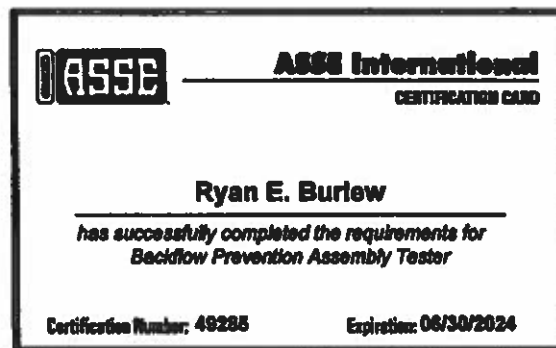 ASSE
ASSE International
CERTIFICATION CARD
Ryan E. Burlew
has successfully completed the requirements for
Backflow Prevention Assembly Tester
Certification Number: 49285
Expiration: 06/30/2024